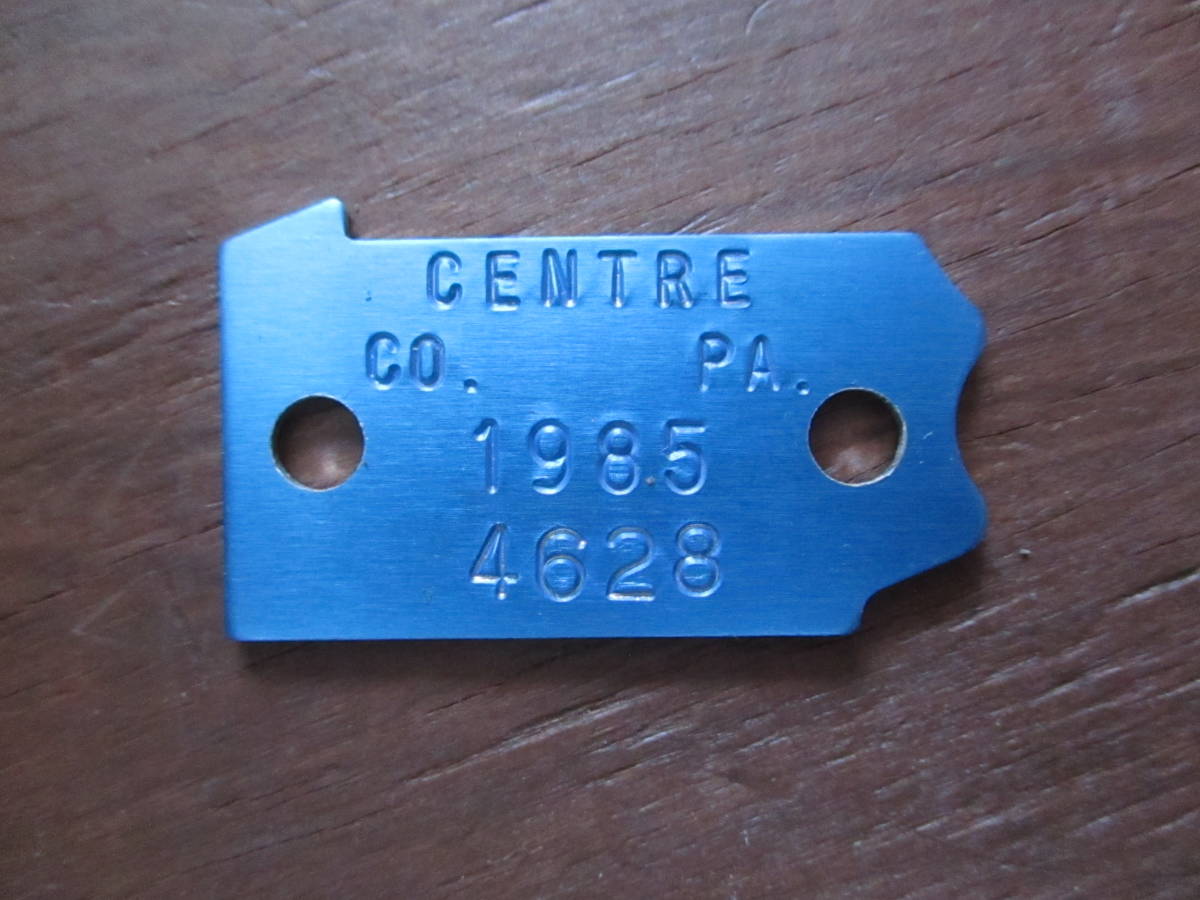 CENTRE
CO. PA.
1985
4628